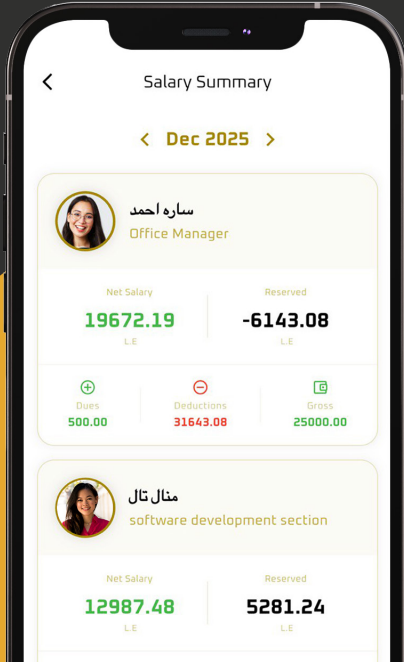 Salary Summary
Dec 2025
ساره احمد
Office Manager
Net Salary Reserved
19672.19 -6143.08
L.E L.E
Dues Deductions Gross
500.00 31643.08 25000.00
منال تال
software development section
Net Salary Reserved
12987.48 5281.24
L.E L.E